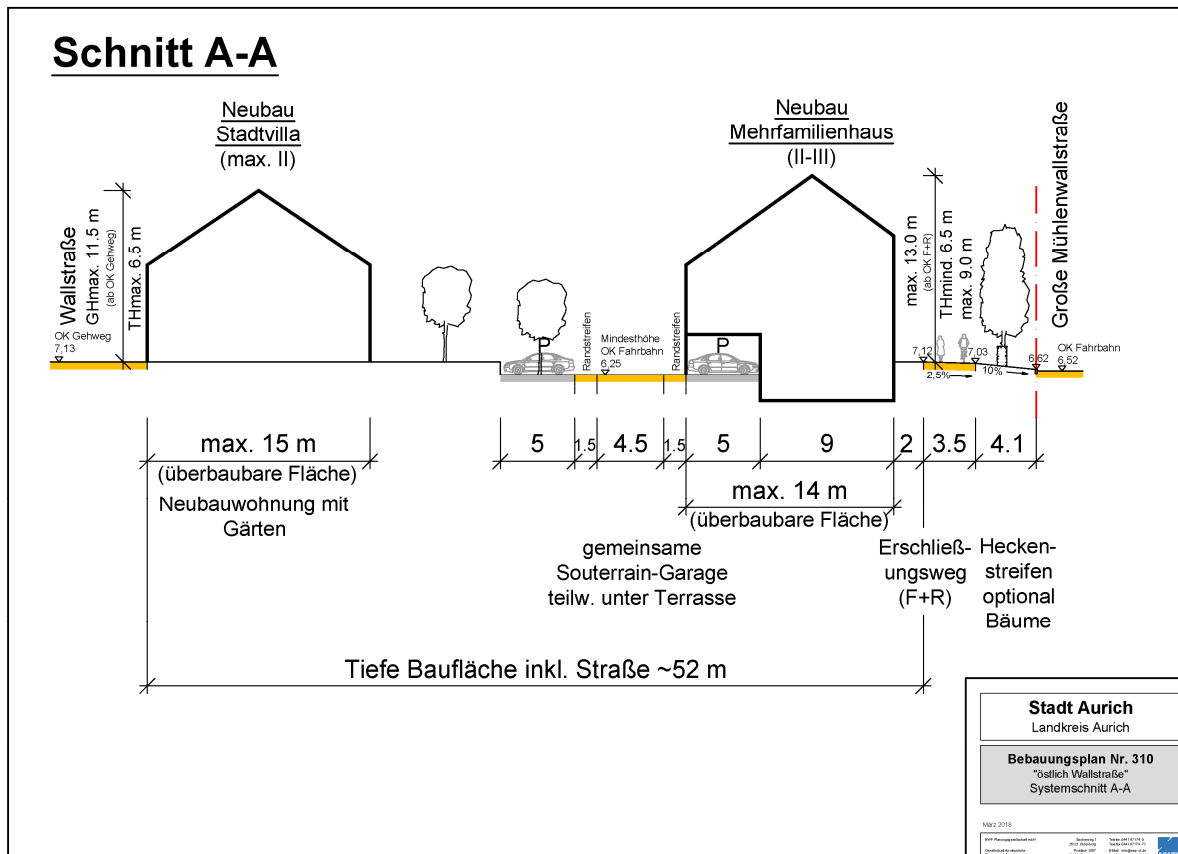 Schnitt A-A
Neubau
Stadtvilla
(max. II)
Neubau
Mehrfamilienhaus
(II-III)
Wallstraße
GHmax. 11.5 m
(ab OK Gehweg)
THmax. 6.5 m
OK Gehweg
7,13
P
Randstreifen
Mindesthöhe
OK Fahrbahn
6,25
Randstreifen
P
max. 13.0 m
(ab OK F+R)
THmind. 6.5 m
max. 9.0 m
Große Mühlenwallstraße
7,12
7,03
6,62
OK Fahrbahn
6,52
2,5%
10%
max. 15 m
(überbaubare Fläche)
Neubauwohnung mit
Gärten
5
1.5
4.5
1.5
5
9
2
3.5
4.1
max. 14 m
(überbaubare Fläche)
gemeinsame
Souterrain-Garage
teilw. unter Terrasse
Erschließ-
ungsweg
(F+R)
Hecken-
streifen
optional
Bäume
Tiefe Baufläche inkl. Straße ~52 m
Stadt Aurich
Landkreis Aurich
Bebauungsplan Nr. 310
"östlich Wallstraße"
Systemschnitt A-A
März 2018